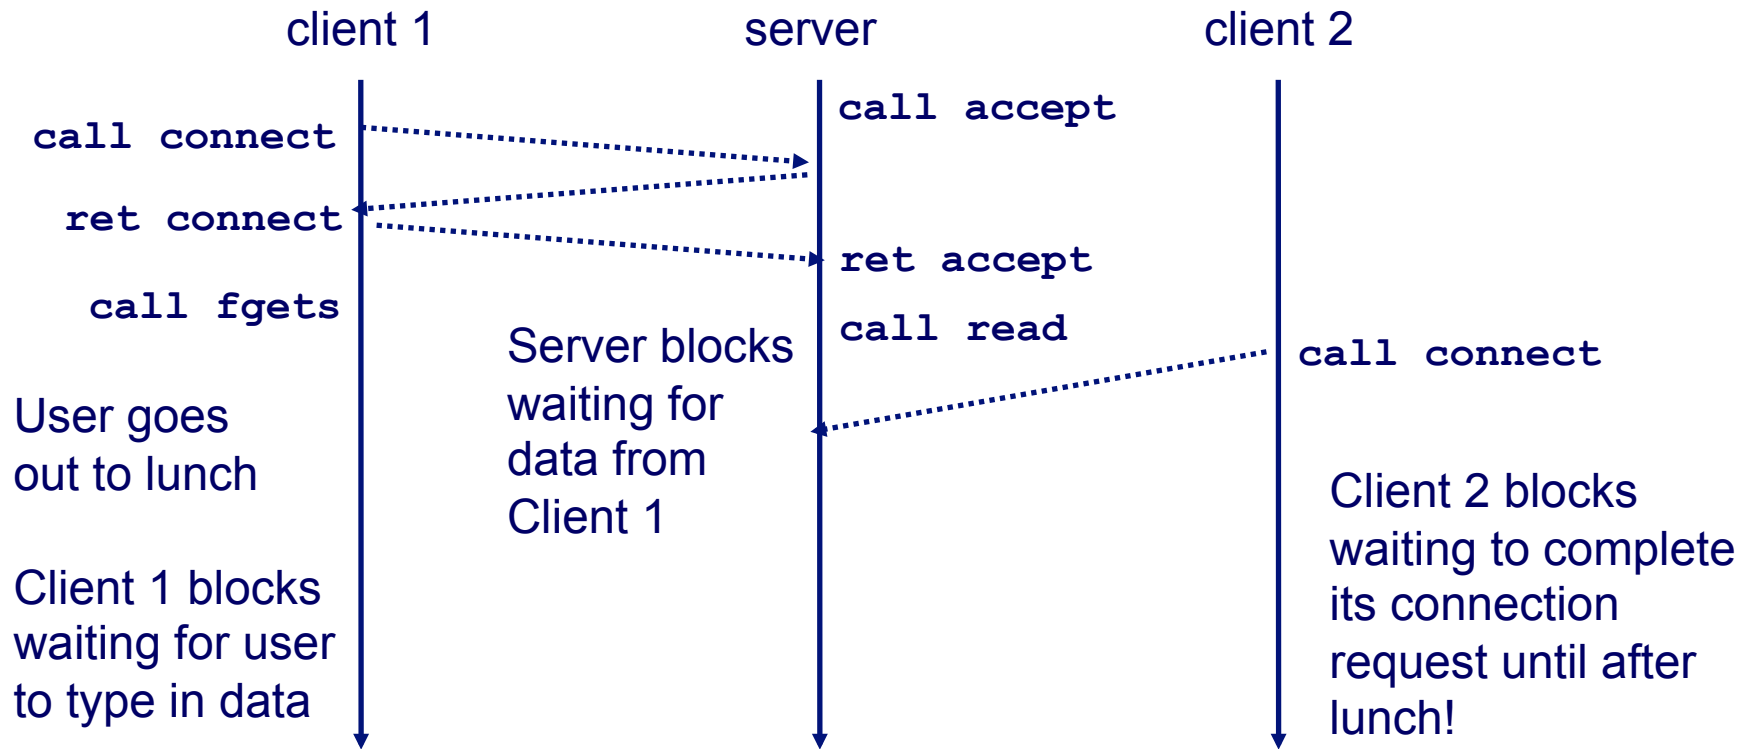 client 1
server
client 2
call accept
call connect
ret connect
ret accept
call fgets
call read
call connect
Server blocks
waiting for
data from
Client 1
User goes
out to lunch
Client 2 blocks
waiting to complete
its connection
request until after
lunch!
Client 1 blocks
waiting for user
to type in data